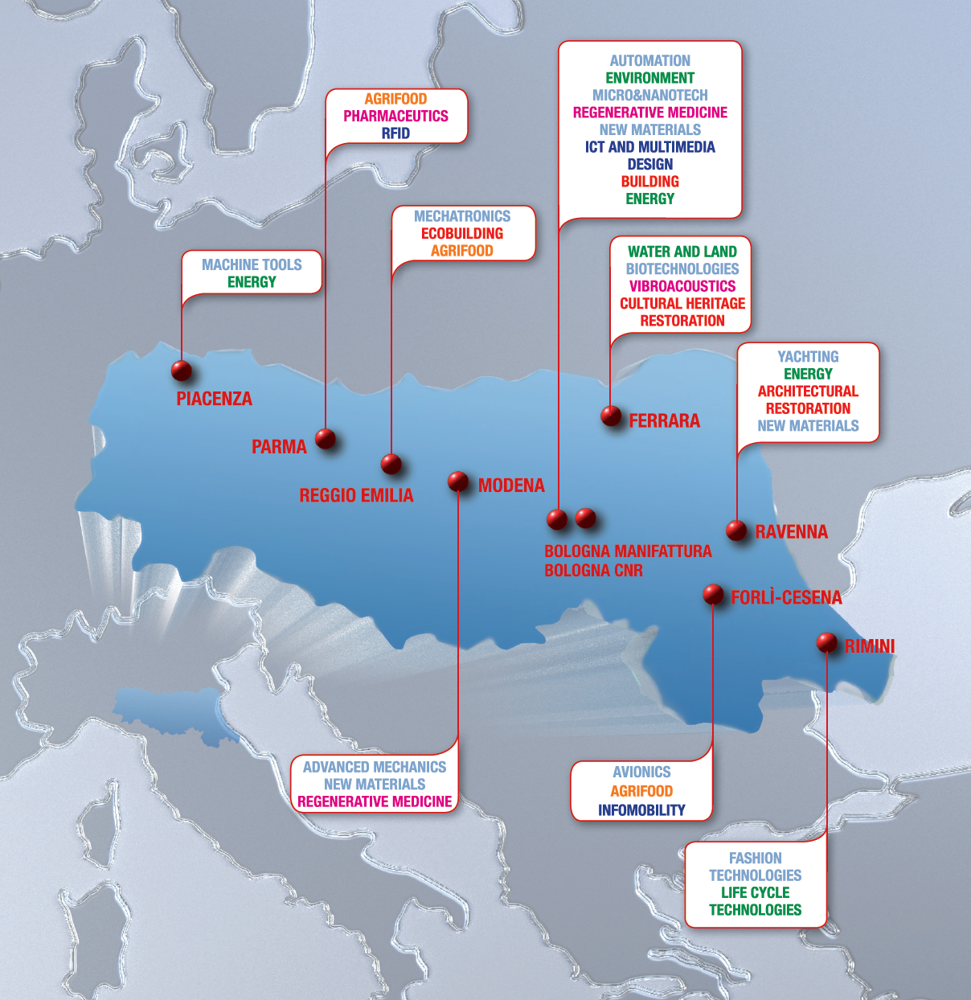 AUTOMATION
ENVIRONMENT
MICRO&NANOTECH
REGENERATIVE MEDICINE
NEW MATERIALS
ICT AND MULTIMEDIA
DESIGN
BUILDING
ENERGY
AGRIFOOD
PHARMACEUTICS
RFID
MECHATRONICS
ECOBUILDING
AGRIFOOD
MACHINE TOOLS
ENERGY
WATER AND LAND
BIOTECHNOLOGIES
VIBROACOUSTICS
CULTURAL HERITAGE
RESTORATION
YACHTING
ENERGY
ARCHITECTURAL
RESTORATION
NEW MATERIALS
PIACENZA
PARMA
REGGIO EMILIA
MODENA
FERRARA
BOLOGNA MANIFATTURA
BOLOGNA CNR
RAVENNA
FORLÌ-CESENA
RIMINI
ADVANCED MECHANICS
NEW MATERIALS
REGENERATIVE MEDICINE
AVIONICS
AGRIFOOD
INFOMOBILITY
FASHION
TECHNOLOGIES
LIFE CYCLE
TECHNOLOGIES